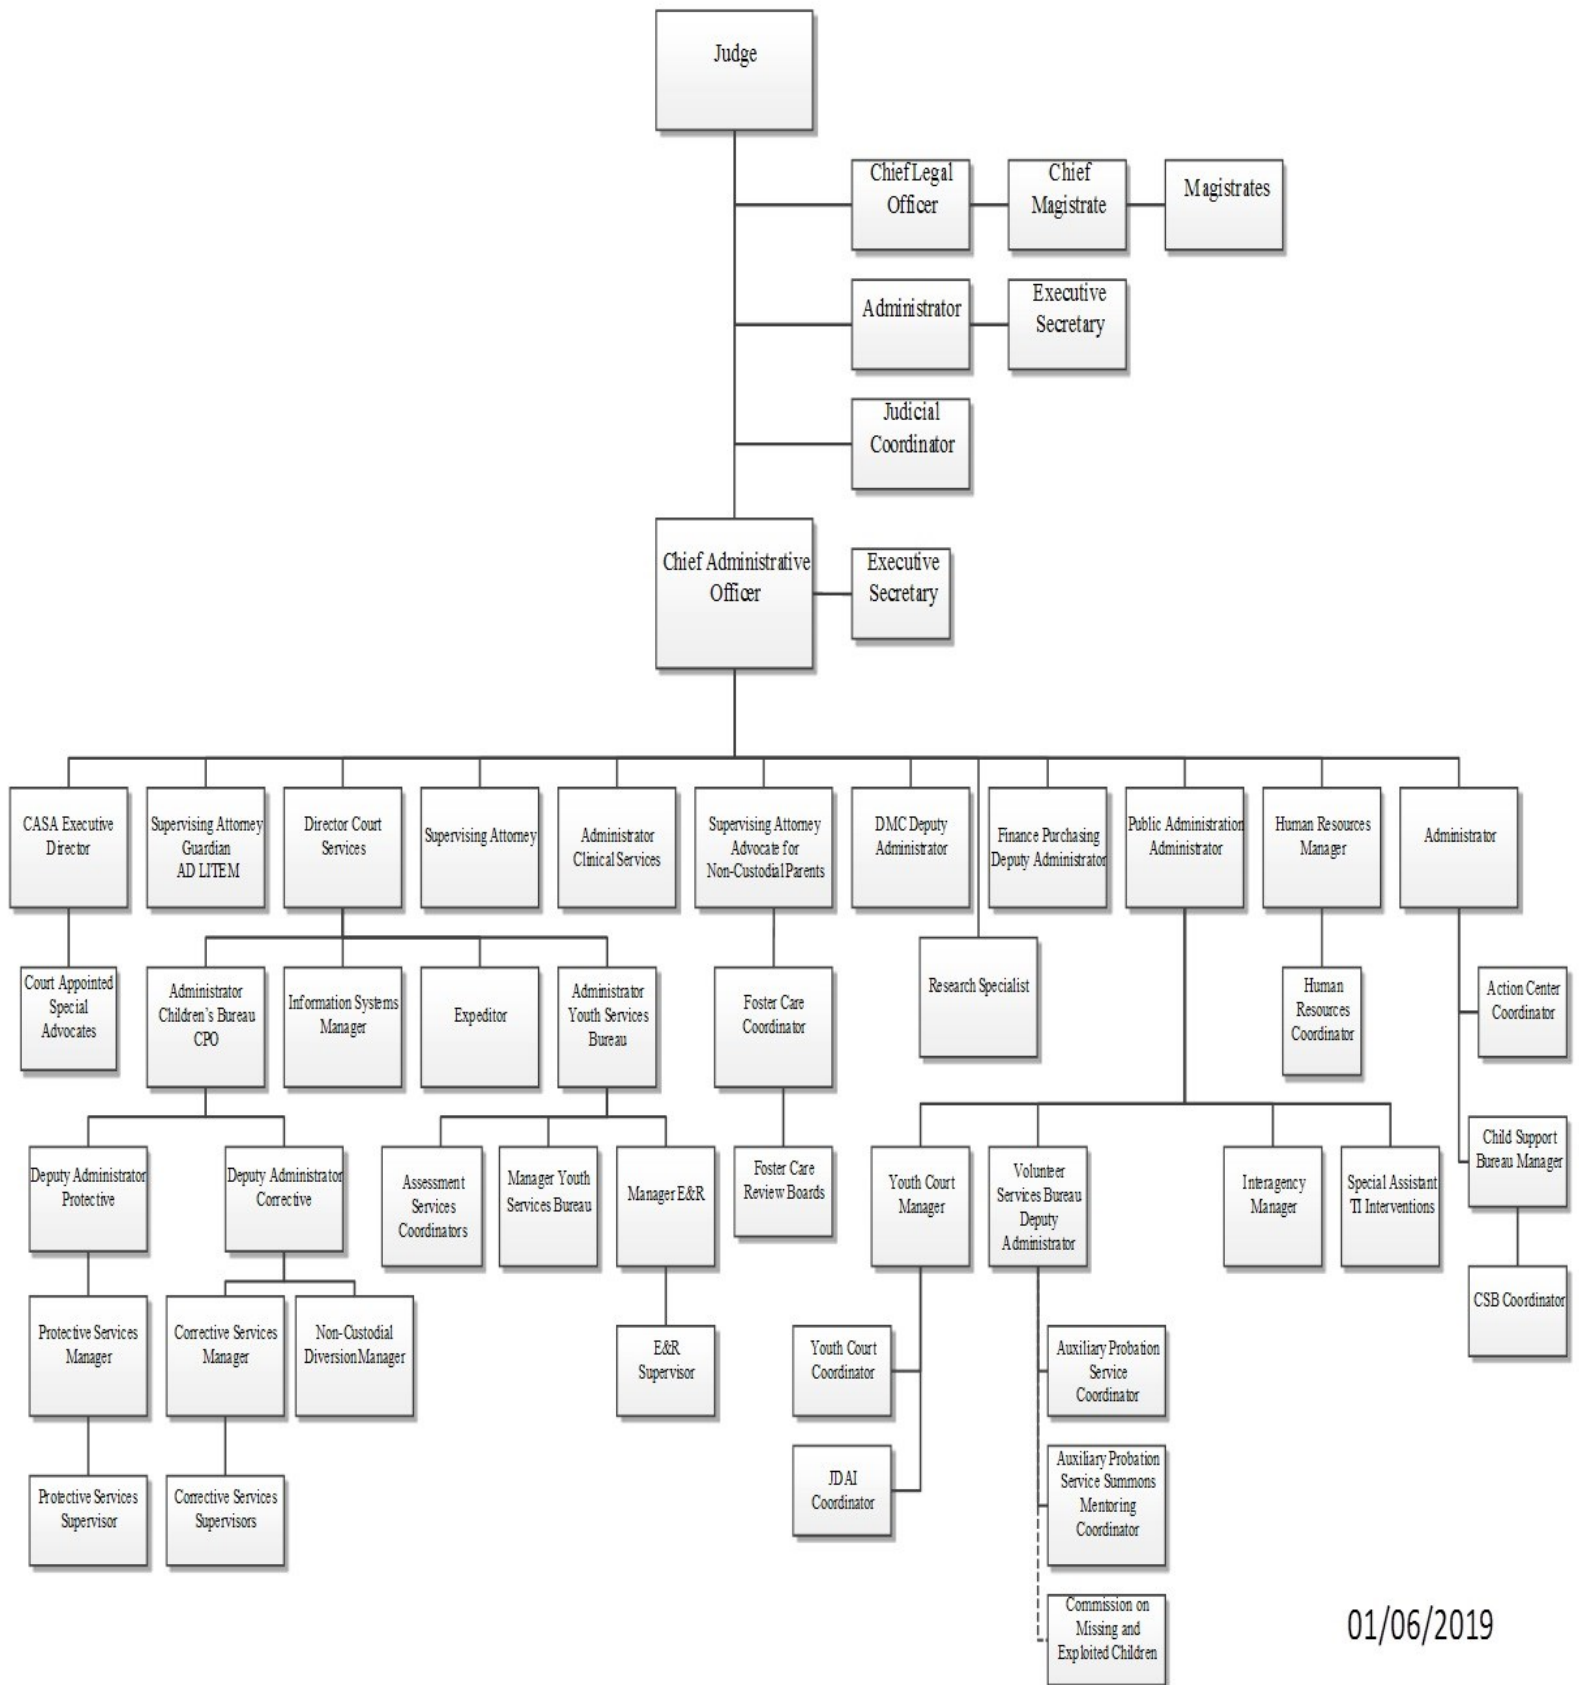 Judge
Chief Legal
Officer
Chief
Magistrate
Magistrates
Administrator
Executive
Secretary
Judicial
Coordinator
Chief Administrative
Officer
Executive
Secretary
CASA Executive
Director
Supervising Attorney
Guardian
AD LITEM
Director Court
Services
Supervising Attorney
Administrator
Clinical Services
Supervising Attorney
Advocate for
Non-Custodial Parents
DMC Deputy
Administrator
Finance Purchasing
Deputy Administrator
Public Administration
Administrator
Human Resources
Manager
Administrator
Court Appointed
Special
Advocates
Administrator
Children's Bureau
CPO
Information Systems
Manager
Expeditor
Administrator
Youth Services
Bureau
Foster Care
Coordinator
Research Specialist
Human
Resources
Coordinator
Action Center
Coordinator
Deputy Administrator
Protective
Deputy Administrator
Corrective
Assessment
Services
Coordinators
Manager Youth
Services Bureau
Manager E&R
Foster Care
Review Boards
Youth Court
Manager
Volunteer
Services Bureau
Deputy
Administrator
Interagency
Manager
Special Assistant
TI Interventions
Child Support
Bureau Manager
Protective Services
Manager
Corrective Services
Manager
Non-Custodial
Diversion Manager
E&R
Supervisor
Youth Court
Coordinator
Auxiliary Probation
Service
Coordinator
CSB Coordinator
Protective Services
Supervisor
Corrective Services
Supervisors
JDAI
Coordinator
Auxiliary Probation
Service Summons
Mentoring
Coordinator
Commission on
Missing and
Exploited Children
01/06/2019